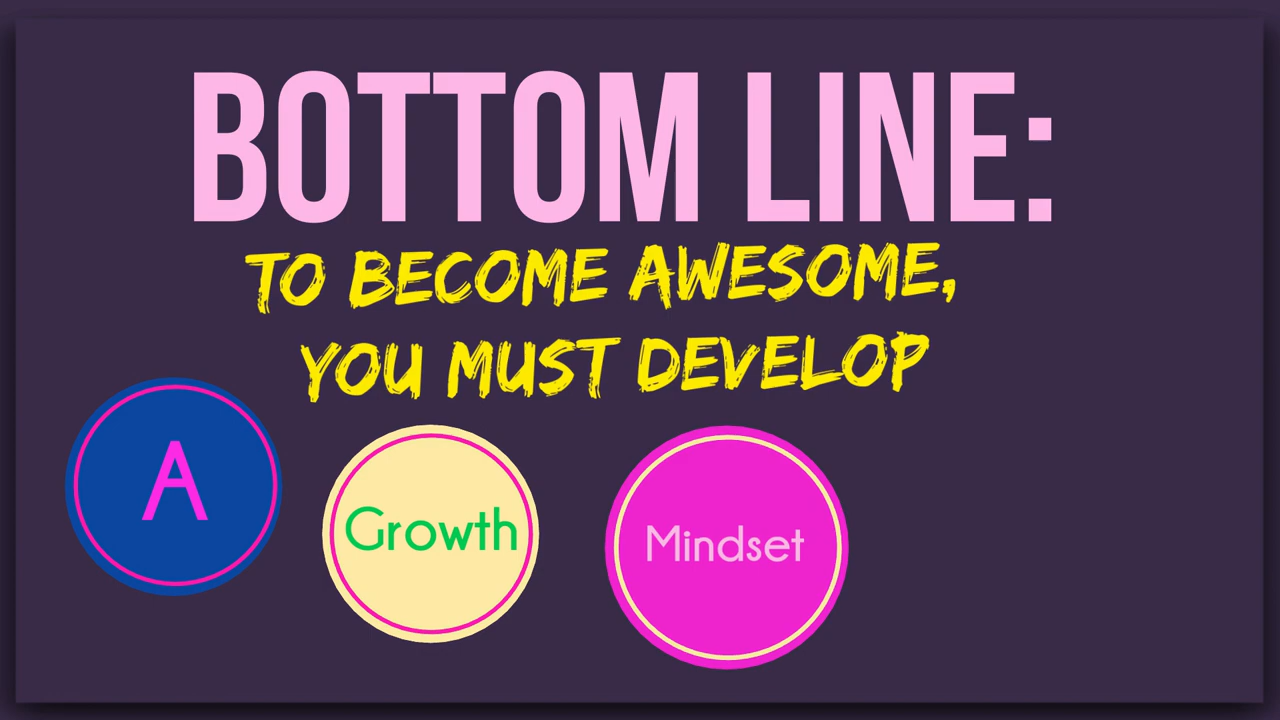 BOTTOM LINE:
TO BECOME AWESOME,
YOU MUST DEVELOP
A
Growth
Mindset